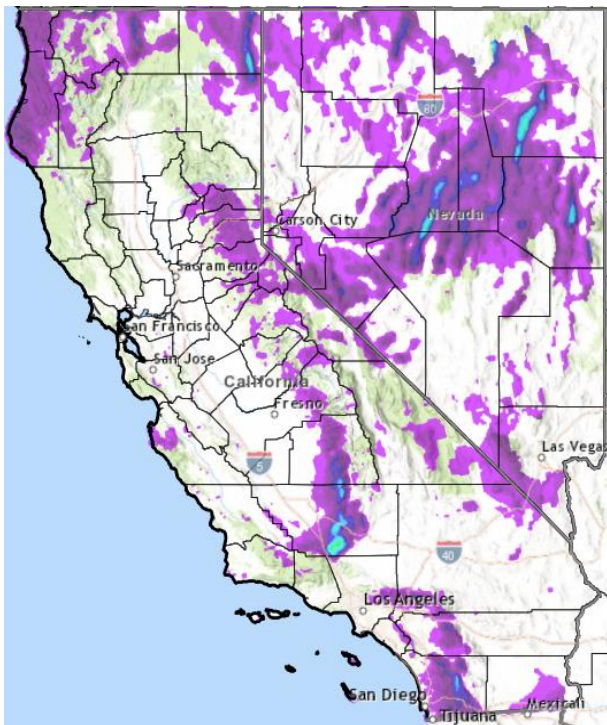 80
Nevada
Carson City
Sacramento
San Francisco
San Jose
California
Fresno
5
Las Vegas
40
Los Angeles
San Diego
Mexicali
Tijuana